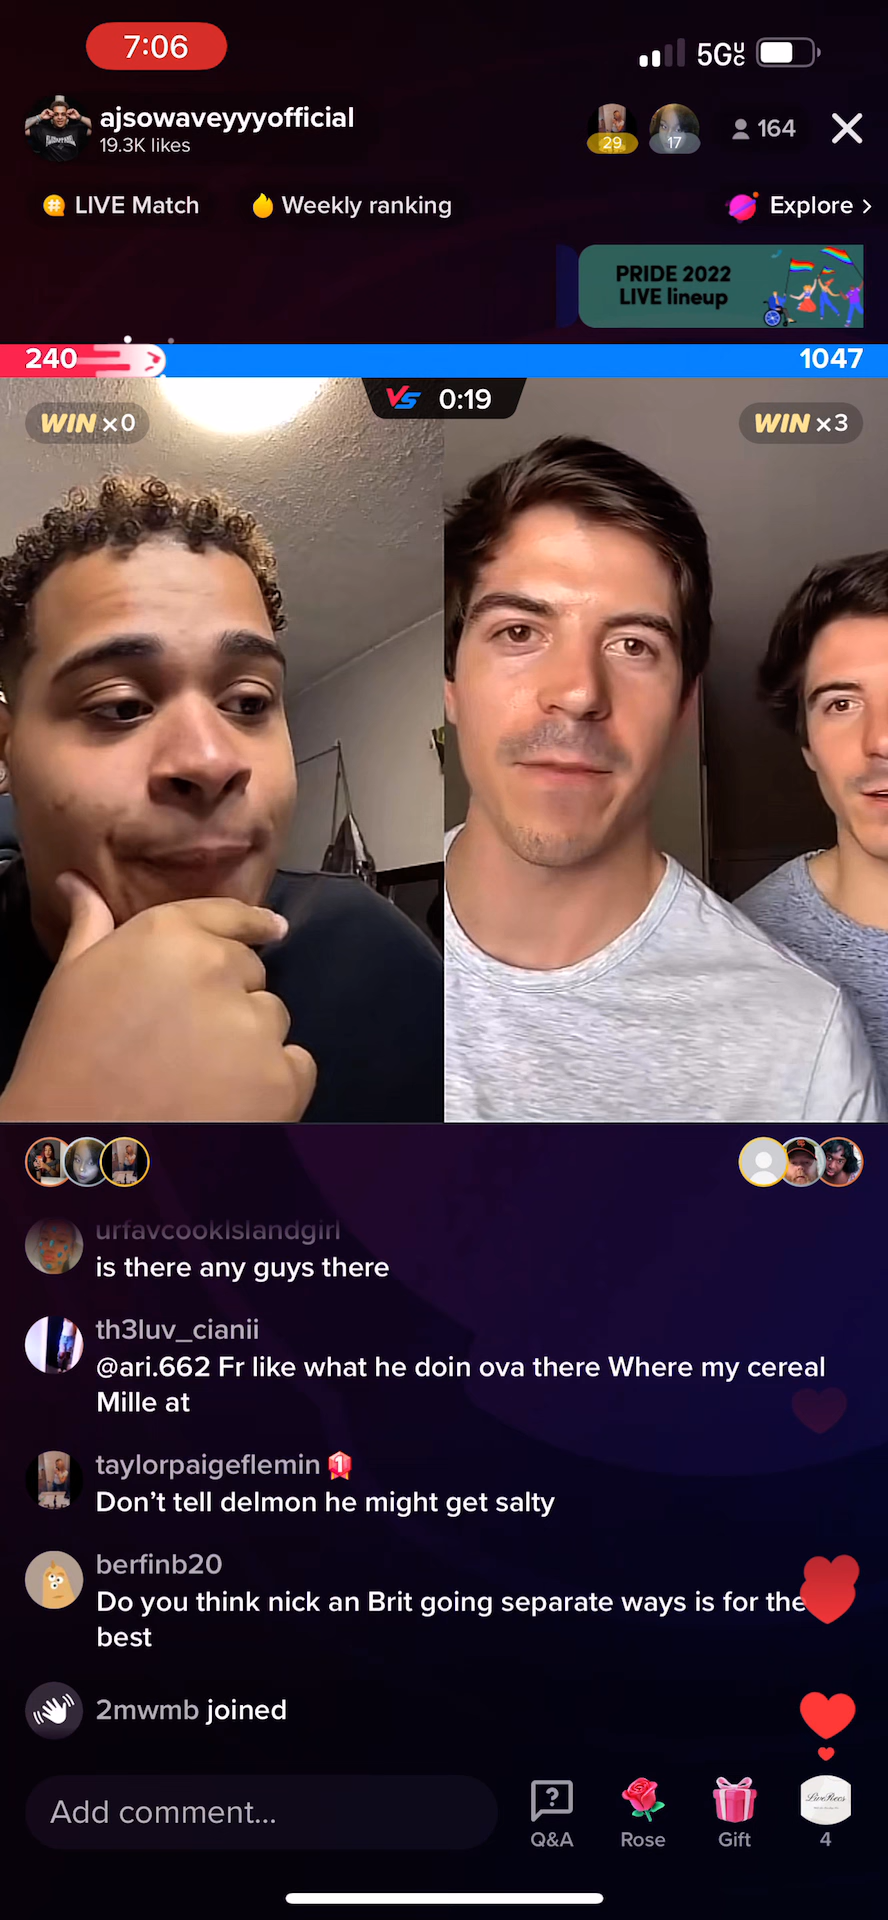 7:06
5G UC
ajsowaveyyyofficial
19.3K likes
29
17
164
LIVE Match
Weekly ranking
Explore >
PRIDE 2022
LIVE lineup
240
1047
VS 0:19
WIN x0
WIN x3
urfavcookIslandgirl
is there any guys there
th3luv_cianii
@ari.662 Fr like what he doin ova there Where my cereal
Mille at
taylorpaigeflemin 1
Don't tell delmon he might get salty
berfinb20
Do you think nick an Brit going separate ways is for the
best
2mwmb joined
Add comment...
Q&A
Rose
Gift
4